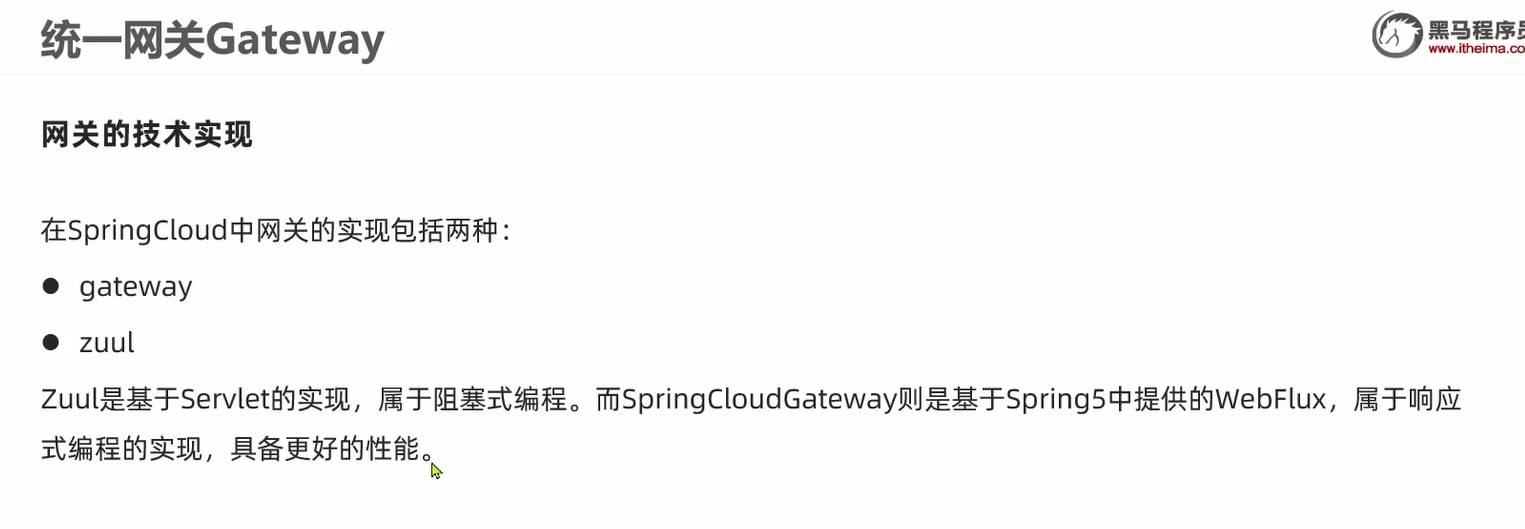 统一网关Gateway
黑马程序员
www.itheima.co
网关的技术实现
在SpringCloud中网关的实现包括两种：
● gateway
● zuul
Zuul是基于Servlet的实现，属于阻塞式编程。而SpringCloudGateway则是基于Spring5中提供的WebFlux，属于响应
式编程的实现，具备更好的性能。